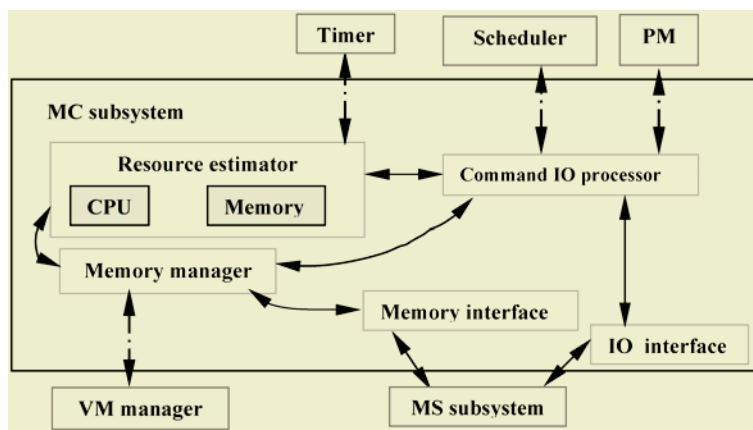 Timer
Scheduler
PM
MC subsystem
Resource estimator
CPU
Memory
Command IO processor
Memory manager
Memory interface
IO interface
VM manager
MS subsystem